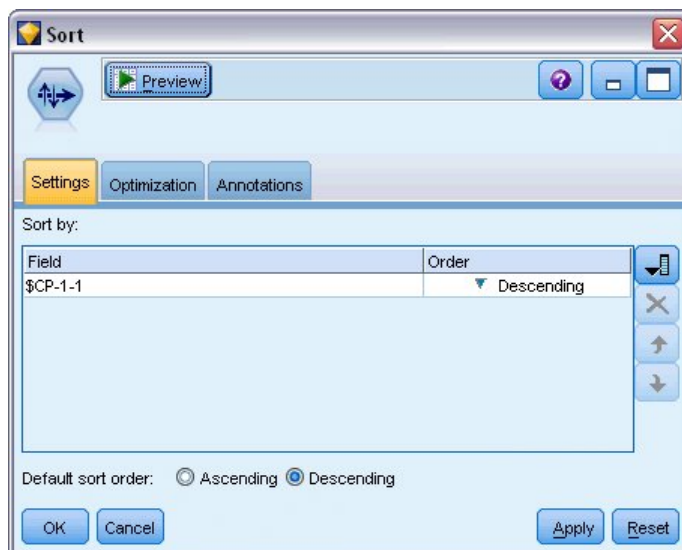 Sort
Preview
Settings Optimization Annotations
Sort by:
Field Order
$CP-1-1 Descending
Default sort order: Ascending Descending
OK Cancel Apply Reset